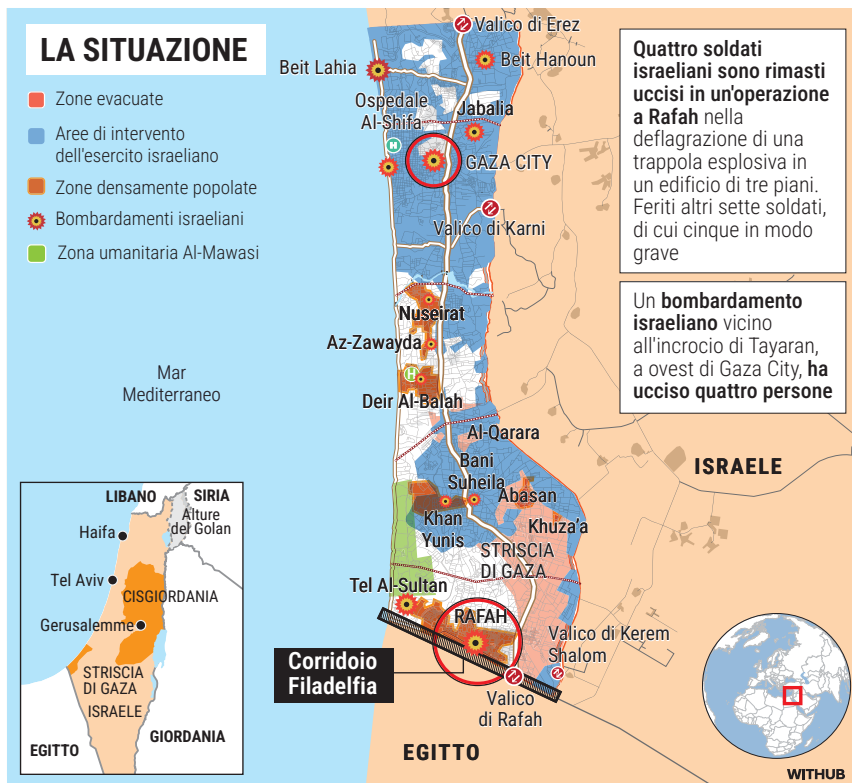 LA SITUAZIONE
Zone evacuate
Aree di intervento
dell'esercito israeliano
Zone densamente popolate
Bombardamenti israeliani
Zona umanitaria Al-Mawasi
Valico di Erez
Beit Hanoun
Beit Lahia
Ospedale
Al-Shifa
Jabalia
H
GAZA CITY
Valico di Karni
Nuseirat
Az-Zawayda
H
Deir Al-Balah
Al-Qarara
Bani
Suheila
Abasan
Khan
Yunis
Khuza'a
STRISCIA
DI GAZA
Tel Al-Sultan
RAFAH
Valico di Kerem
Shalom
Corridoio
Filadelfia
Valico
di Rafah
EGITTO
ISRAELE
Mar
Mediterraneo
Quattro soldati
israeliani sono rimasti
uccisi in un'operazione
a Rafah nella
deflagrazione di una
trappola esplosiva in
un edificio di tre piani.
Feriti altri sette soldati,
di cui cinque in modo
grave
Un bombardamento
israeliano vicino
all'incrocio di Tayaran,
a ovest di Gaza City, ha
ucciso quattro persone
LIBANO
SIRIA
Alture
del Golan
Haifa
Tel Aviv
CISGIORDANIA
Gerusalemme
STRISCIA
DI GAZA
ISRAELE
EGITTO
GIORDANIA
WITHUB